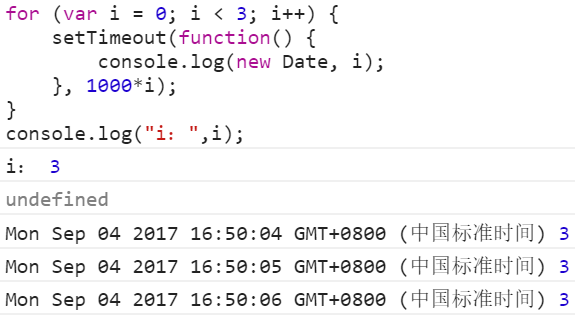 for (var i = 0; i < 3; i++) {
    setTimeout(function() {
        console.log(new Date, i);
    }, 1000*i);
}
console.log("i：",i);
i： 3
undefined
Mon Sep 04 2017 16:50:04 GMT+0800 (中国标准时间) 3
Mon Sep 04 2017 16:50:05 GMT+0800 (中国标准时间) 3
Mon Sep 04 2017 16:50:06 GMT+0800 (中国标准时间) 3